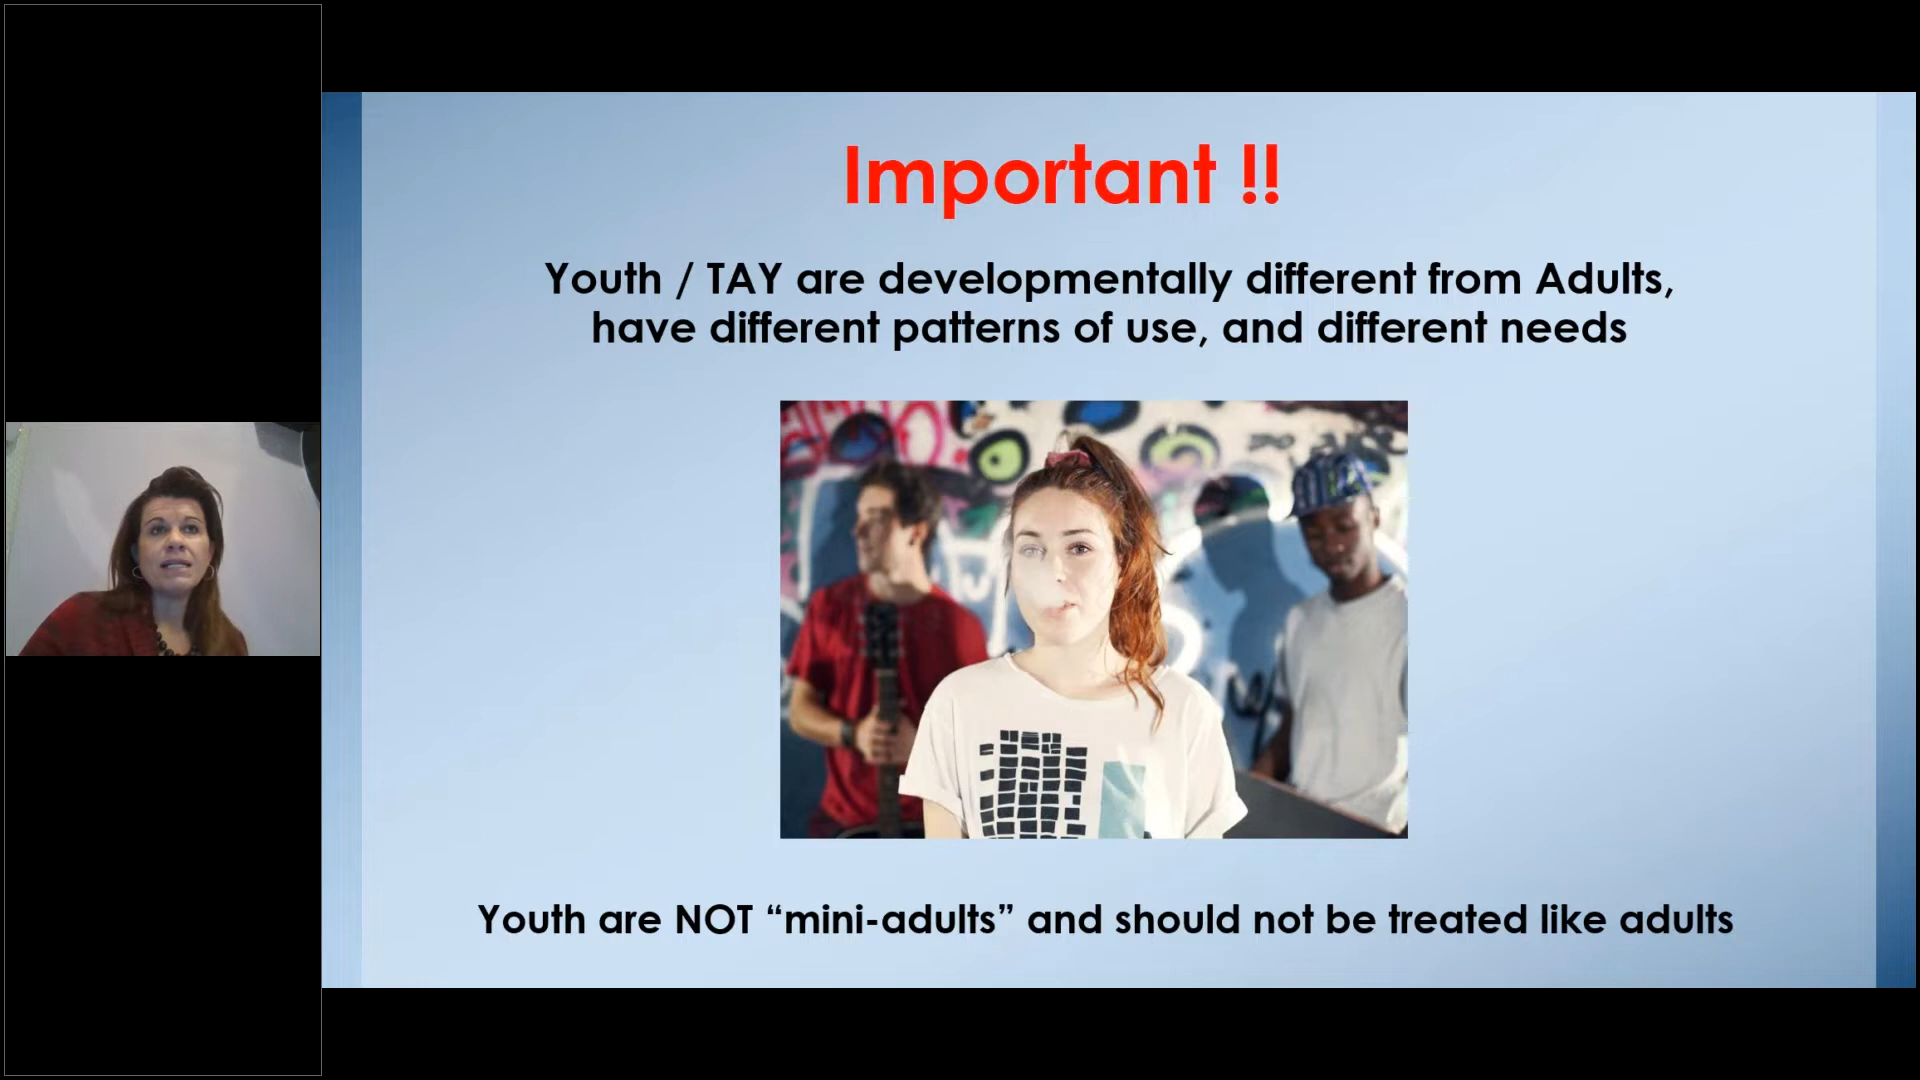 Important !!
Youth / TAY are developmentally different from Adults,
have different patterns of use, and different needs
Youth are NOT “mini-adults” and should not be treated like adults